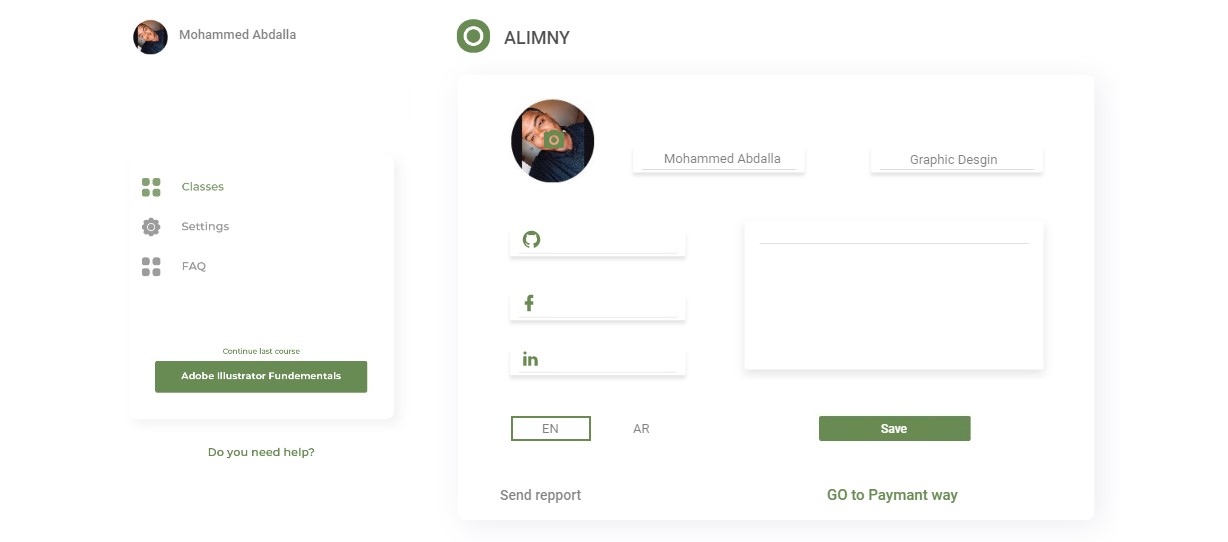 Mohammed Abdalla
ALIMNY
Mohammed Abdalla
Graphic Desgin
Classes
Settings
FAQ
Continue last course
Adobe Illustrator Fundementals
Do you need help?
in
EN
AR
Save
Send repport
GO to Paymant way